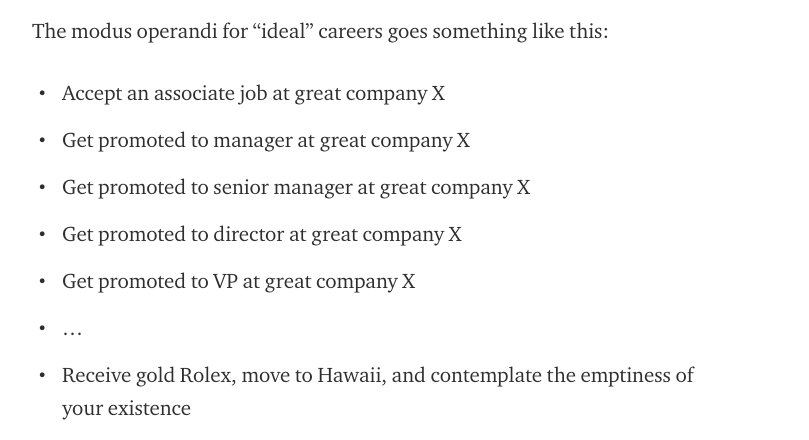 The modus operandi for “ideal” careers goes something like this:
• Accept an associate job at great company X
• Get promoted to manager at great company X
• Get promoted to senior manager at great company X
• Get promoted to director at great company X
• Get promoted to VP at great company X
• …
• Receive gold Rolex, move to Hawaii, and contemplate the emptiness of
your existence